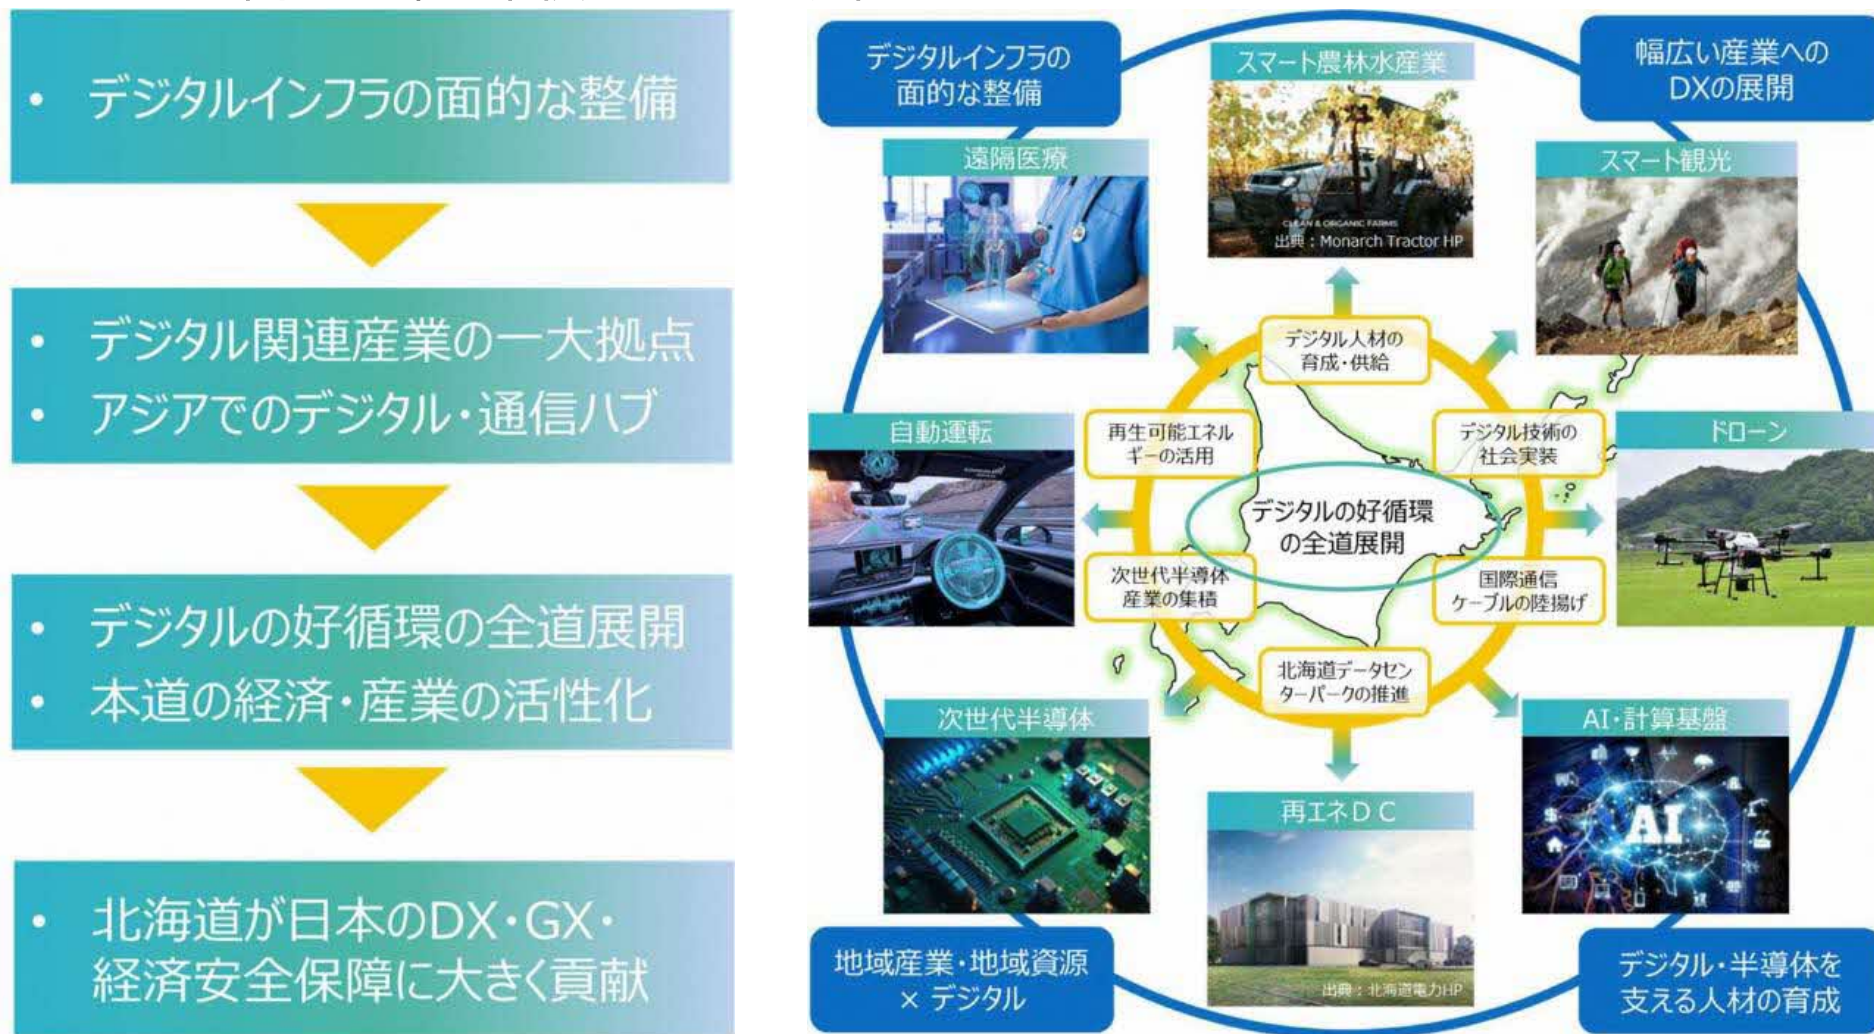 • デジタルインフラの面的な整備
• デジタル関連産業の一大拠点
• アジアでのデジタル・通信ハブ
• デジタルの好循環の全道展開
• 本道の経済・産業の活性化
• 北海道が日本のDX・GX・
経済安全保障に大きく貢献
デジタルインフラの
面的な整備
スマート農林水産業
CLEAN & ORGANIC FARMS
出典：Monarch Tractor HP
幅広い産業への
DXの展開
遠隔医療
スマート観光
デジタル人材の
育成・供給
自動運転
再生可能エネル
ギーの活用
デジタル技術の
社会実装
ドローン
デジタルの好循環
の全道展開
次世代半導体
産業の集積
国際通信
ケーブルの陸揚げ
北海道データセン
ターパークの推進
次世代半導体
再エネＤＣ
出典：北海道電力HP
AI・計算基盤
AI
地域産業・地域資源
× デジタル
デジタル・半導体を
支える人材の育成